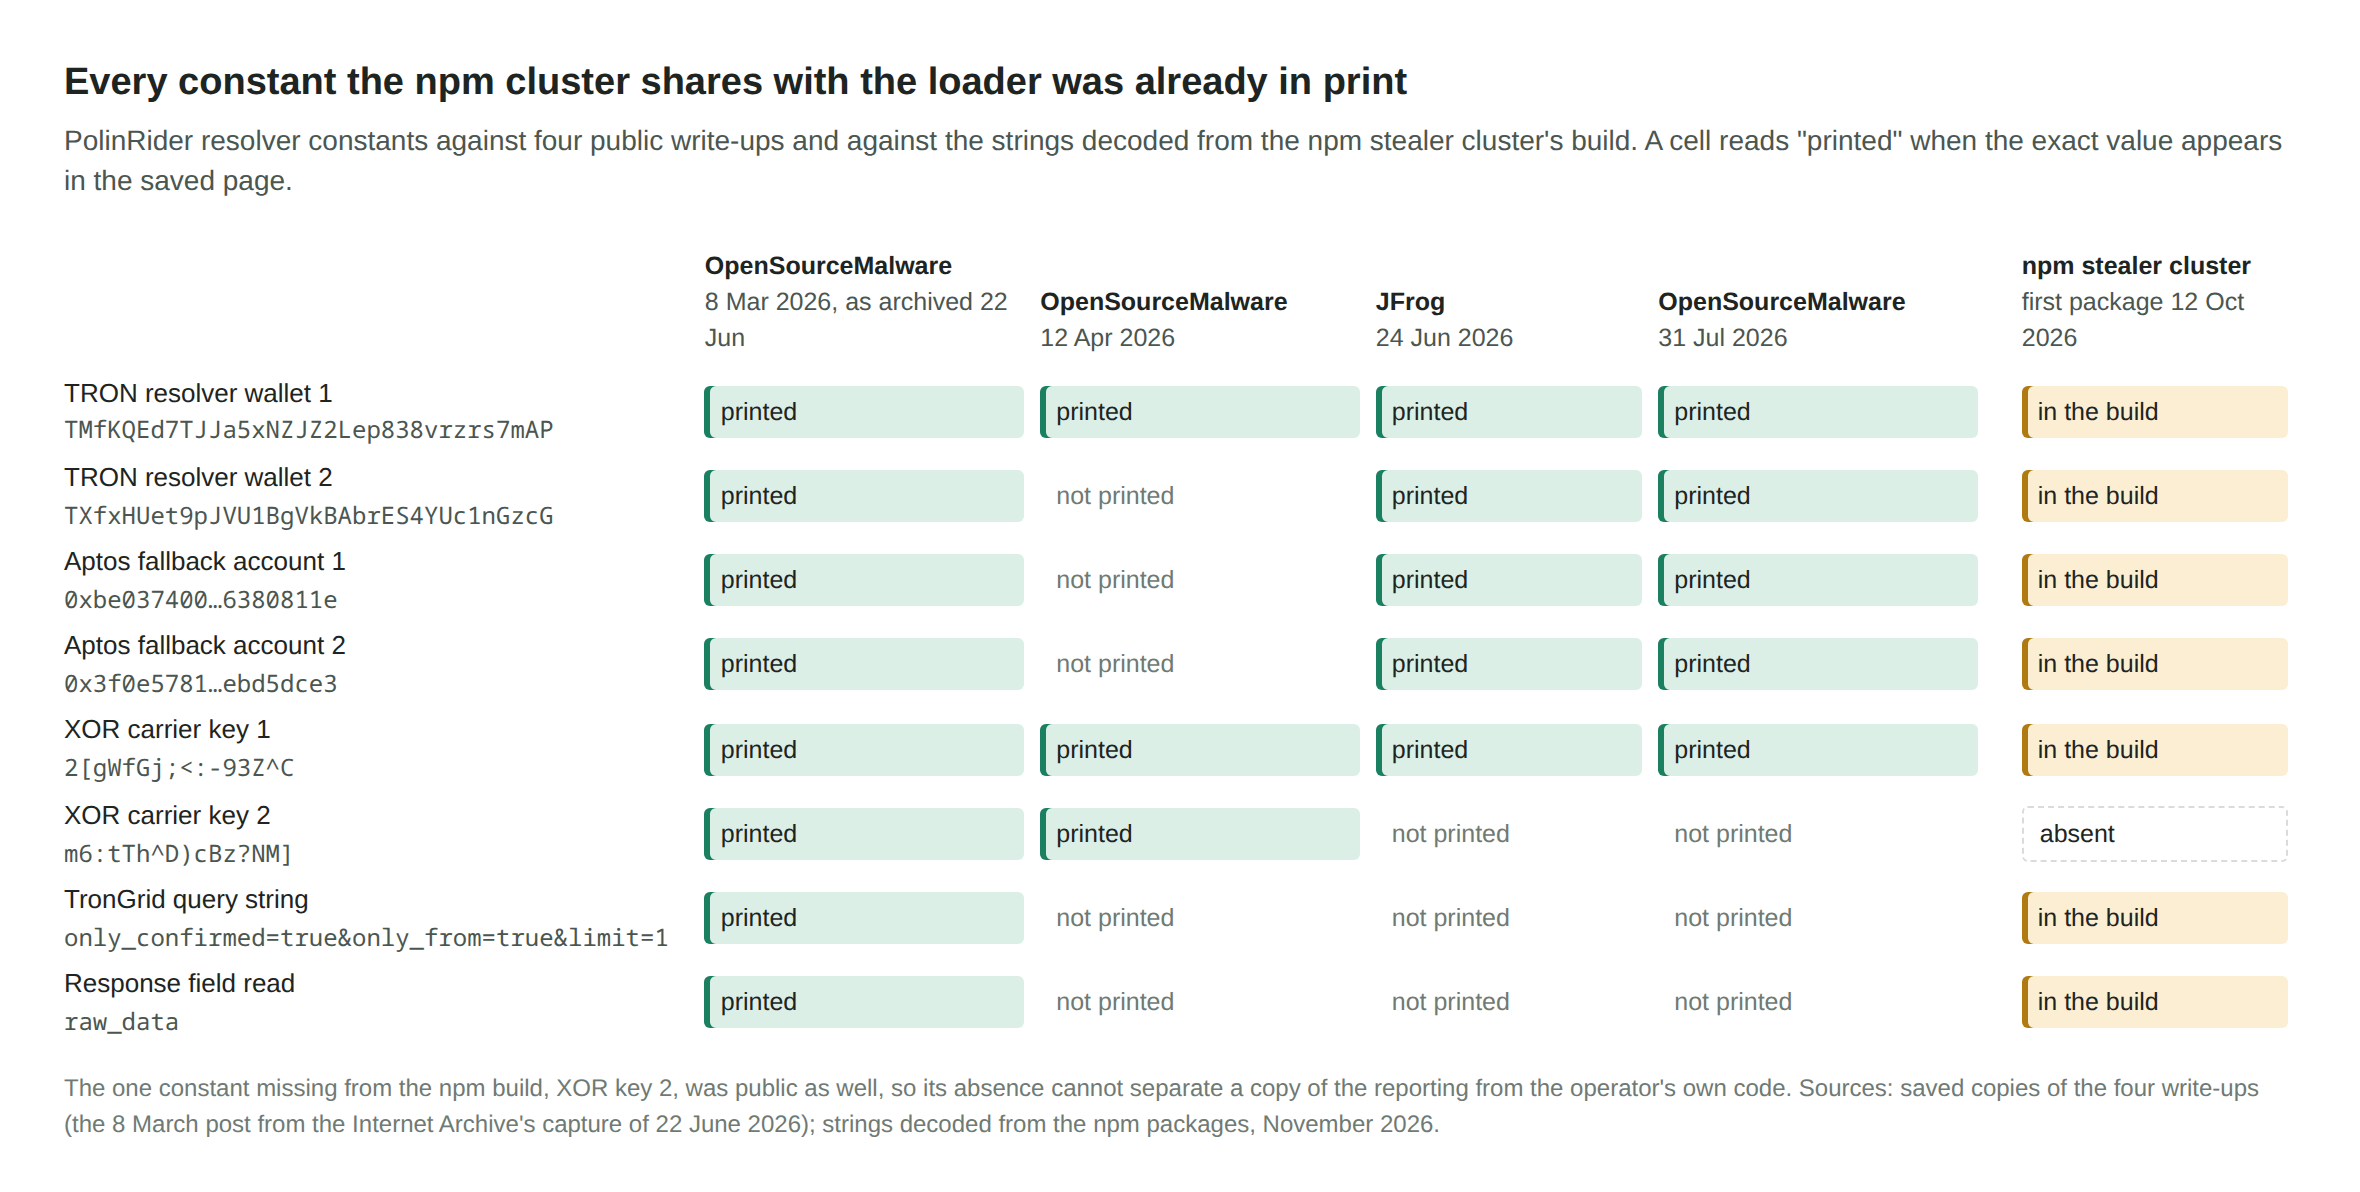 Every constant the npm cluster shares with the loader was already in print
PolinRider resolver constants against four public write-ups and against the strings decoded from the npm stealer cluster's build. A cell reads "printed" when the exact value appears
in the saved page.
OpenSourceMalware
8 Mar 2026, as archived 22
Jun
OpenSourceMalware
12 Apr 2026
JFrog
24 Jun 2026
OpenSourceMalware
31 Jul 2026
npm stealer cluster
first package 12 Oct
2026
TRON resolver wallet 1
TMfKQEd7TJJa5xNZJZ2Lep838vrzrs7mAP
printed
printed
printed
printed
in the build
TRON resolver wallet 2
TXfxHUet9pJVU1BgVkBAbrES4YUc1nGzcG
printed
not printed
printed
printed
in the build
Aptos fallback account 1
0xbe037400…6380811e
printed
not printed
printed
printed
in the build
Aptos fallback account 2
0x3f0e5781…ebd5dce3
printed
not printed
printed
printed
in the build
XOR carrier key 1
2[gWfGj;<:-93Z^C
printed
printed
printed
printed
in the build
XOR carrier key 2
m6:tTh^D)cBz?NM]
printed
printed
not printed
not printed
absent
TronGrid query string
only_confirmed=true&only_from=true&limit=1
printed
not printed
not printed
not printed
in the build
Response field read
raw_data
printed
not printed
not printed
not printed
in the build
The one constant missing from the npm build, XOR key 2, was public as well, so its absence cannot separate a copy of the reporting from the operator's own code. Sources: saved copies of the four write-ups
(the 8 March post from the Internet Archive's capture of 22 June 2026); strings decoded from the npm packages, November 2026.